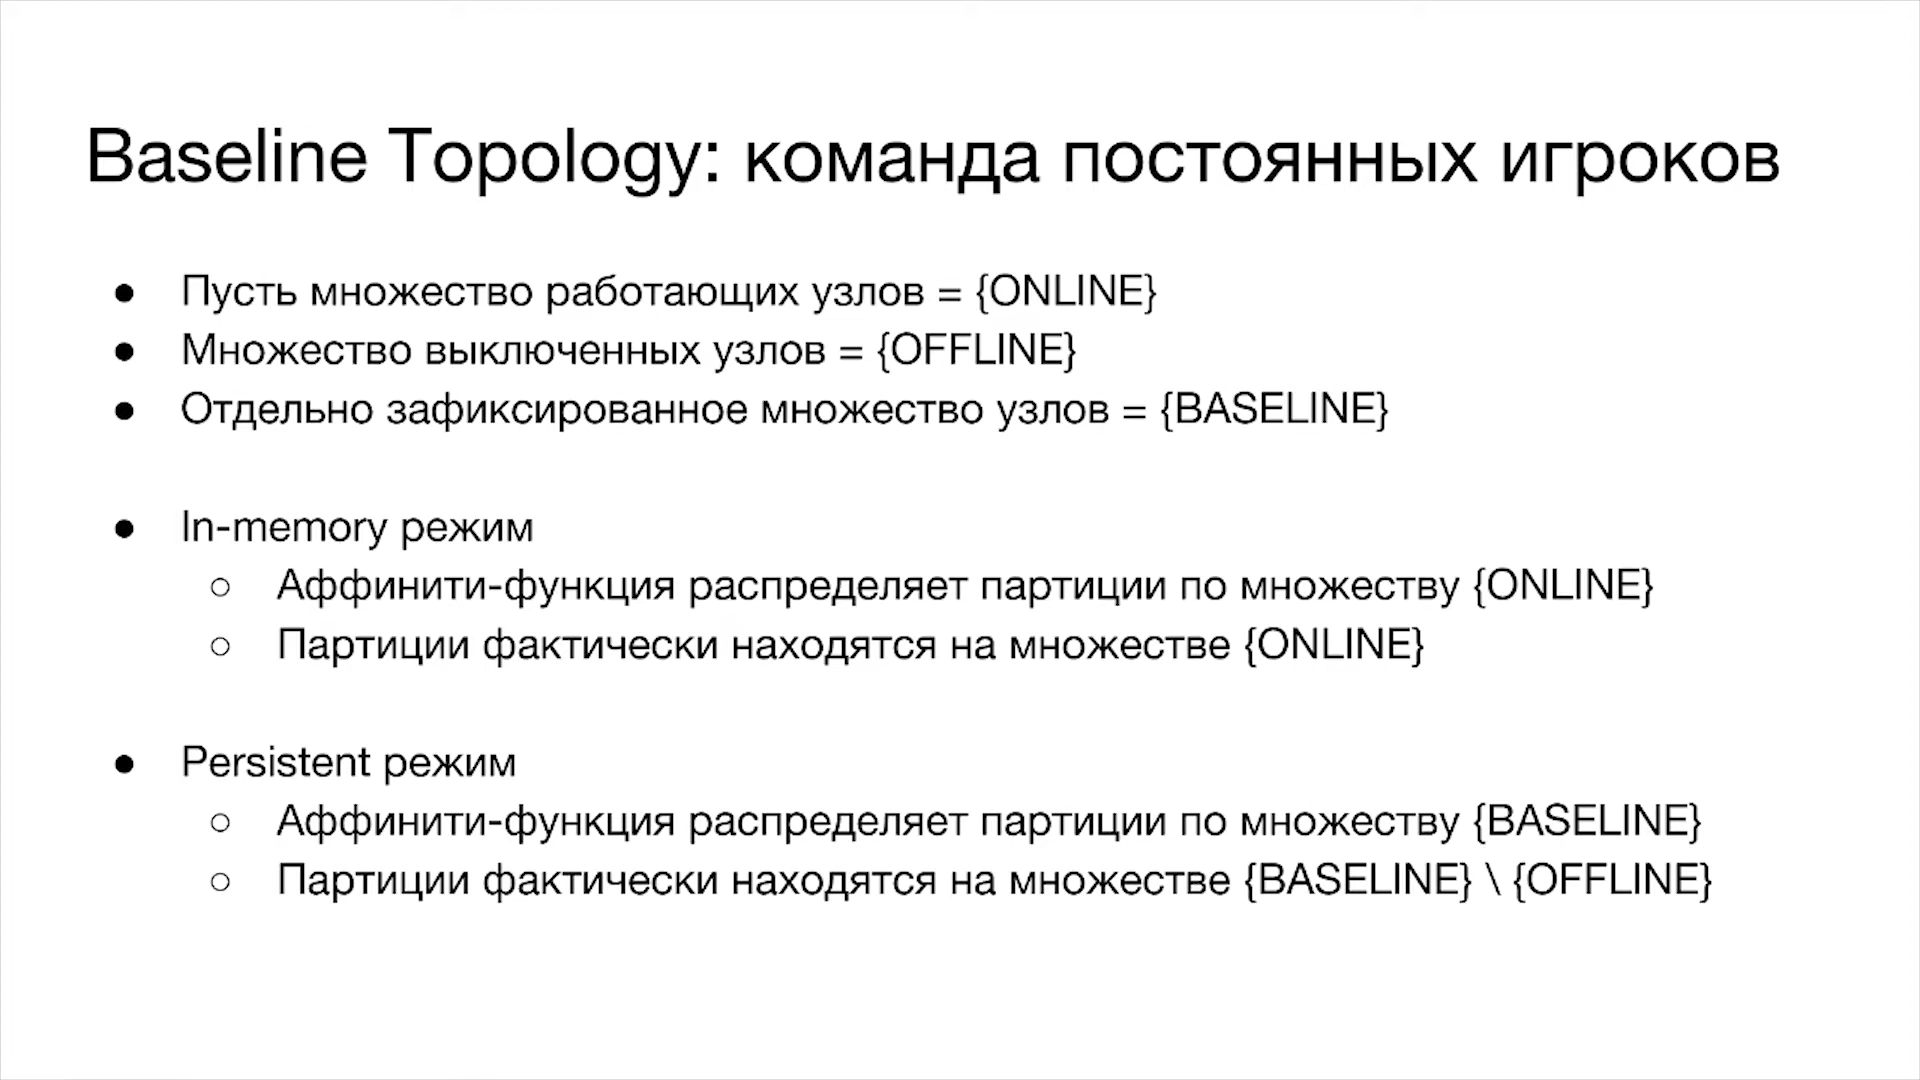 Baseline Topology: команда постоянных игроков
● Пусть множество работающих узлов = {ONLINE}
● Множество выключенных узлов = {OFFLINE}
● Отдельно зафиксированное множество узлов = {BASELINE}
● In-memory режим
○ Аффинити-функция распределяет партиции по множеству {ONLINE}
○ Партиции фактически находятся на множестве {ONLINE}
● Persistent режим
○ Аффинити-функция распределяет партиции по множеству {BASELINE}
○ Партиции фактически находятся на множестве {BASELINE} \ {OFFLINE}